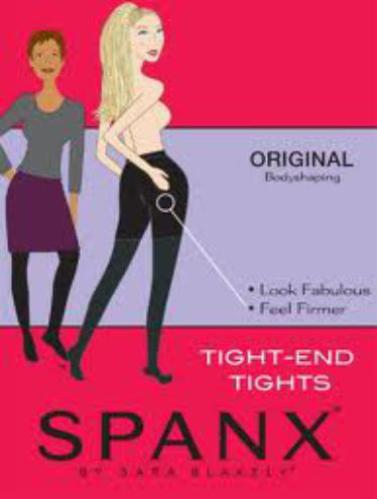 ORIGINAL
Bodyshaping
• Look Fabulous
• Feel Firmer
TIGHT-END
TIGHTS
SPANX®
BY SARA BLAKELY®